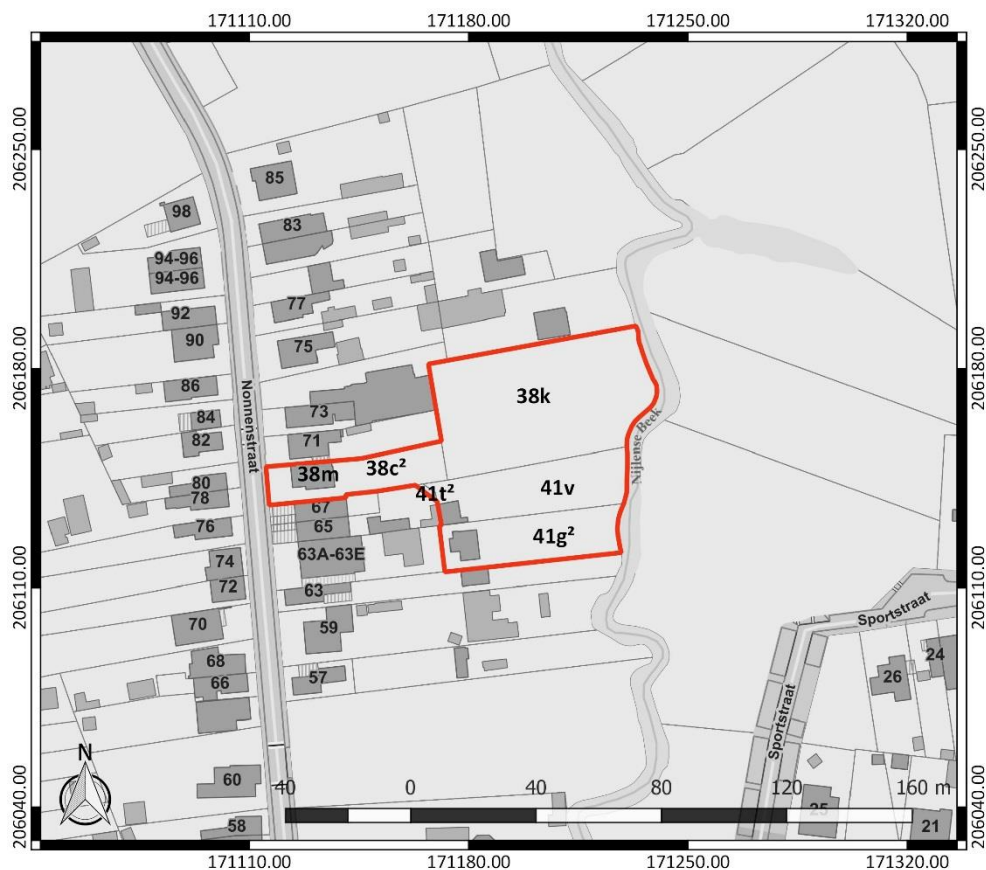 171110.00 171180.00 171250.00 171320.00
206250.00 206250.00
85
98
83
94-96
94-96
77
92
90
75
206180.00 206180.00
86
38k
84
73
Nonnenstraat
82
71
Nijlense Beek
38c²
38m
80
78
41t²
41v
67
76
65
41g²
63A-63E
74
72
206110.00 206110.00
63
Sportstraat
70
59
24
68
57
26
66
Sportstraat
N
60
40 0 40 80 120 160 m
25
58
21
206040.00 206040.00
171110.00 171180.00 171250.00 171320.00